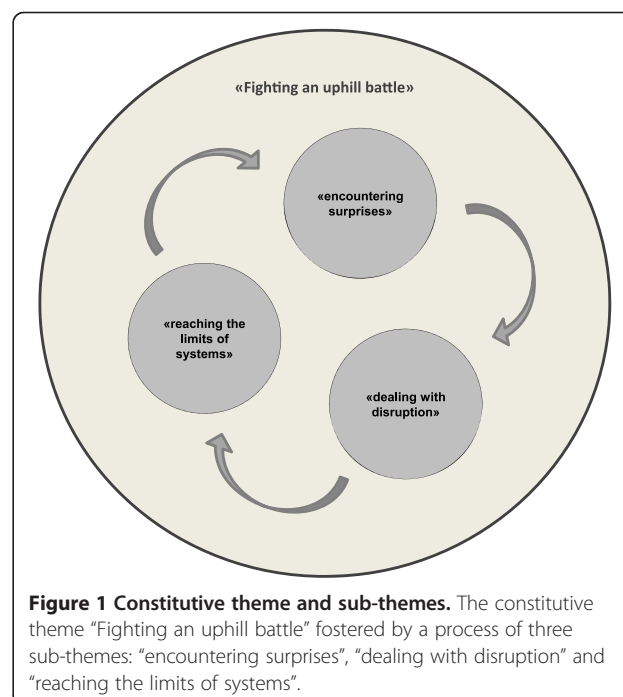 «Fighting an uphill battle»
«encountering
surprises»
«reaching the
limits of
systems»
«dealing with
disruption»
Figure 1 Constitutive theme and sub-themes. The constitutive
theme “Fighting an uphill battle” fostered by a process of three
sub-themes: “encountering surprises”, “dealing with disruption” and
“reaching the limits of systems”.